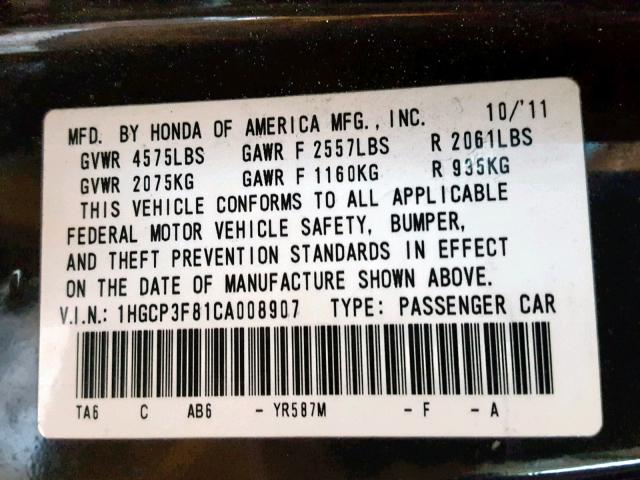 MFD. BY HONDA OF AMERICA MFG., INC. 10/'11
GVWR 4575LBS GAWR F 2557LBS R 2061LBS
GVWR 2075KG GAWR F 1160KG R 935KG
THIS VEHICLE CONFORMS TO ALL APPLICABLE
FEDERAL MOTOR VEHICLE SAFETY, BUMPER,
AND THEFT PREVENTION STANDARDS IN EFFECT
ON THE DATE OF MANUFACTURE SHOWN ABOVE.
V.I.N.: 1HGCP3F81CA008907 TYPE: PASSENGER CAR
TA6 C AB6 - YR587M - F - A